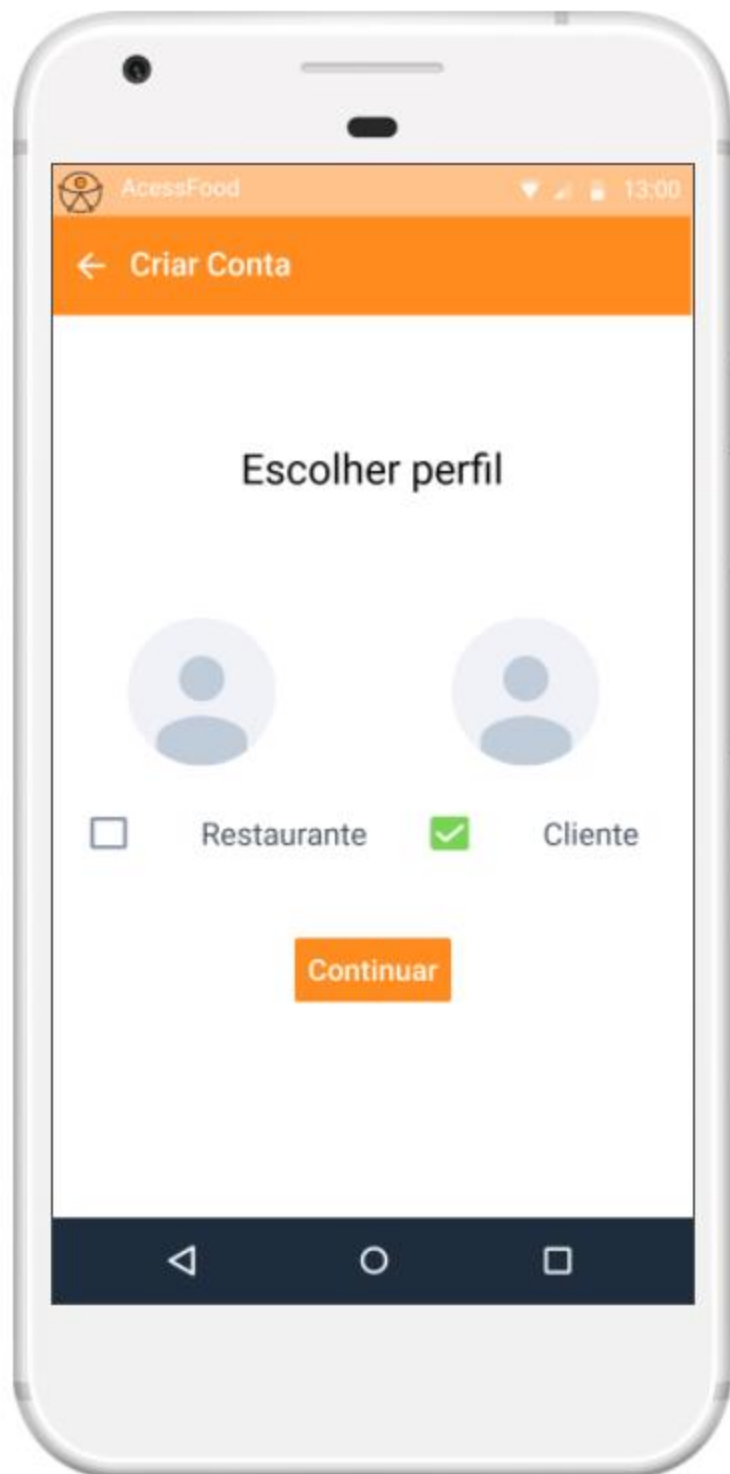 AcessFood 13:00
Criar Conta
Escolher perfil
Restaurante Cliente
Continuar